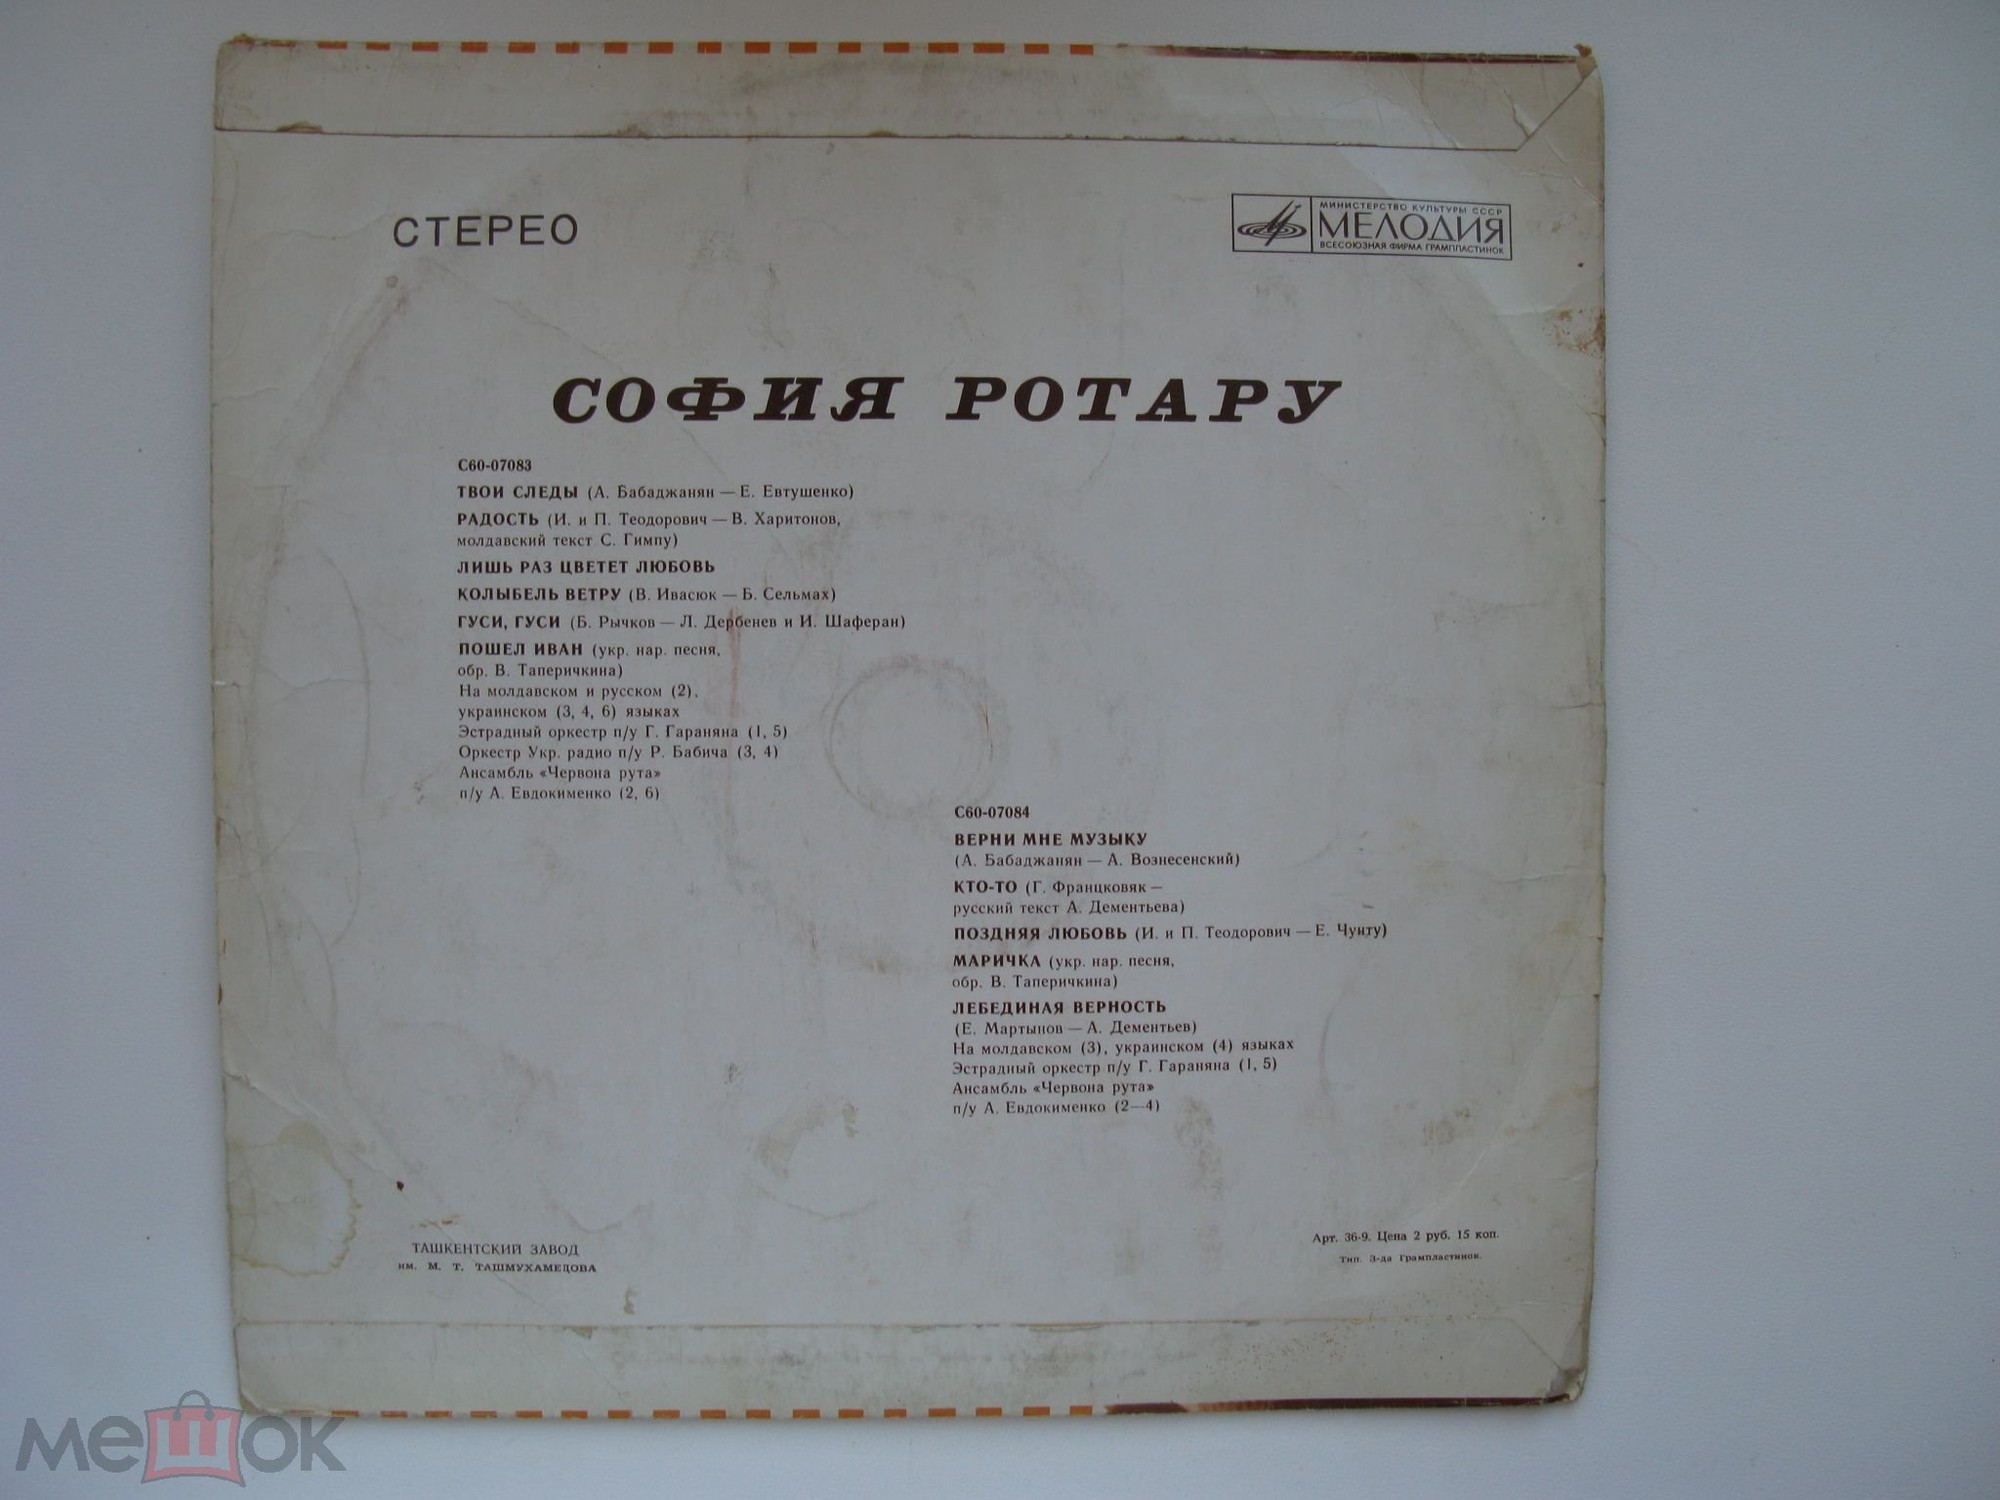 СТЕРЕО
МИНИСТЕРСТВО КУЛЬТУРЫ СССР
МЕЛОДИЯ
ВСЕСОЮЗНАЯ ФИРМА ГРАМПЛАСТИНОК
СОФИЯ РОТАРУ
С60-07083
ТВОИ СЛЕДЫ (А. Бабаджанян — Е. Евтушенко)
РАДОСТЬ (И. и П. Теодорович — В. Харитонов,
молдавский текст С. Гимпу)
ЛИШЬ РАЗ ЦВЕТЕТ ЛЮБОВЬ
КОЛЫБЕЛЬ ВЕТРУ (В. Ивасюк — Б. Сельмах)
ГУСИ, ГУСИ (Б. Рычков — Л. Дербенев и И. Шаферан)
ПОШЕЛ ИВАН (укр. нар. песня,
обр. В. Таперичкина)
На молдавском и русском (2),
украинском (3, 4, 6) языках
Эстрадный оркестр п/у Г. Гараняна (1, 5)
Оркестр Укр. радио п/у Р. Бабича (3, 4)
Ансамбль «Червона рута»
п/у А. Евдокименко (2, 6)
С60-07084
ВЕРНИ МНЕ МУЗЫКУ
(А. Бабаджанян — А. Вознесенский)
КТО-ТО (Г. Францковяк —
русский текст А. Дементьева)
ПОЗДНЯЯ ЛЮБОВЬ (И. и П. Теодорович — Е. Чунту)
МАРИЧКА (укр. нар. песня,
обр. В. Таперичкина)
ЛЕБЕДИНАЯ ВЕРНОСТЬ
(Е. Мартынов — А. Дементьев)
На молдавском (3), украинском (4) языках
Эстрадный оркестр п/у Г. Гараняна (1, 5)
Ансамбль «Червона рута»
п/у А. Евдокименко (2—4)
ТАШКЕНТСКИЙ ЗАВОД
им. М. Т. ТАШМУХАМЕДОВА
Арт. 36-9. Цена 2 руб. 15 коп.
Тип. З-да Грампластинок.
мешок